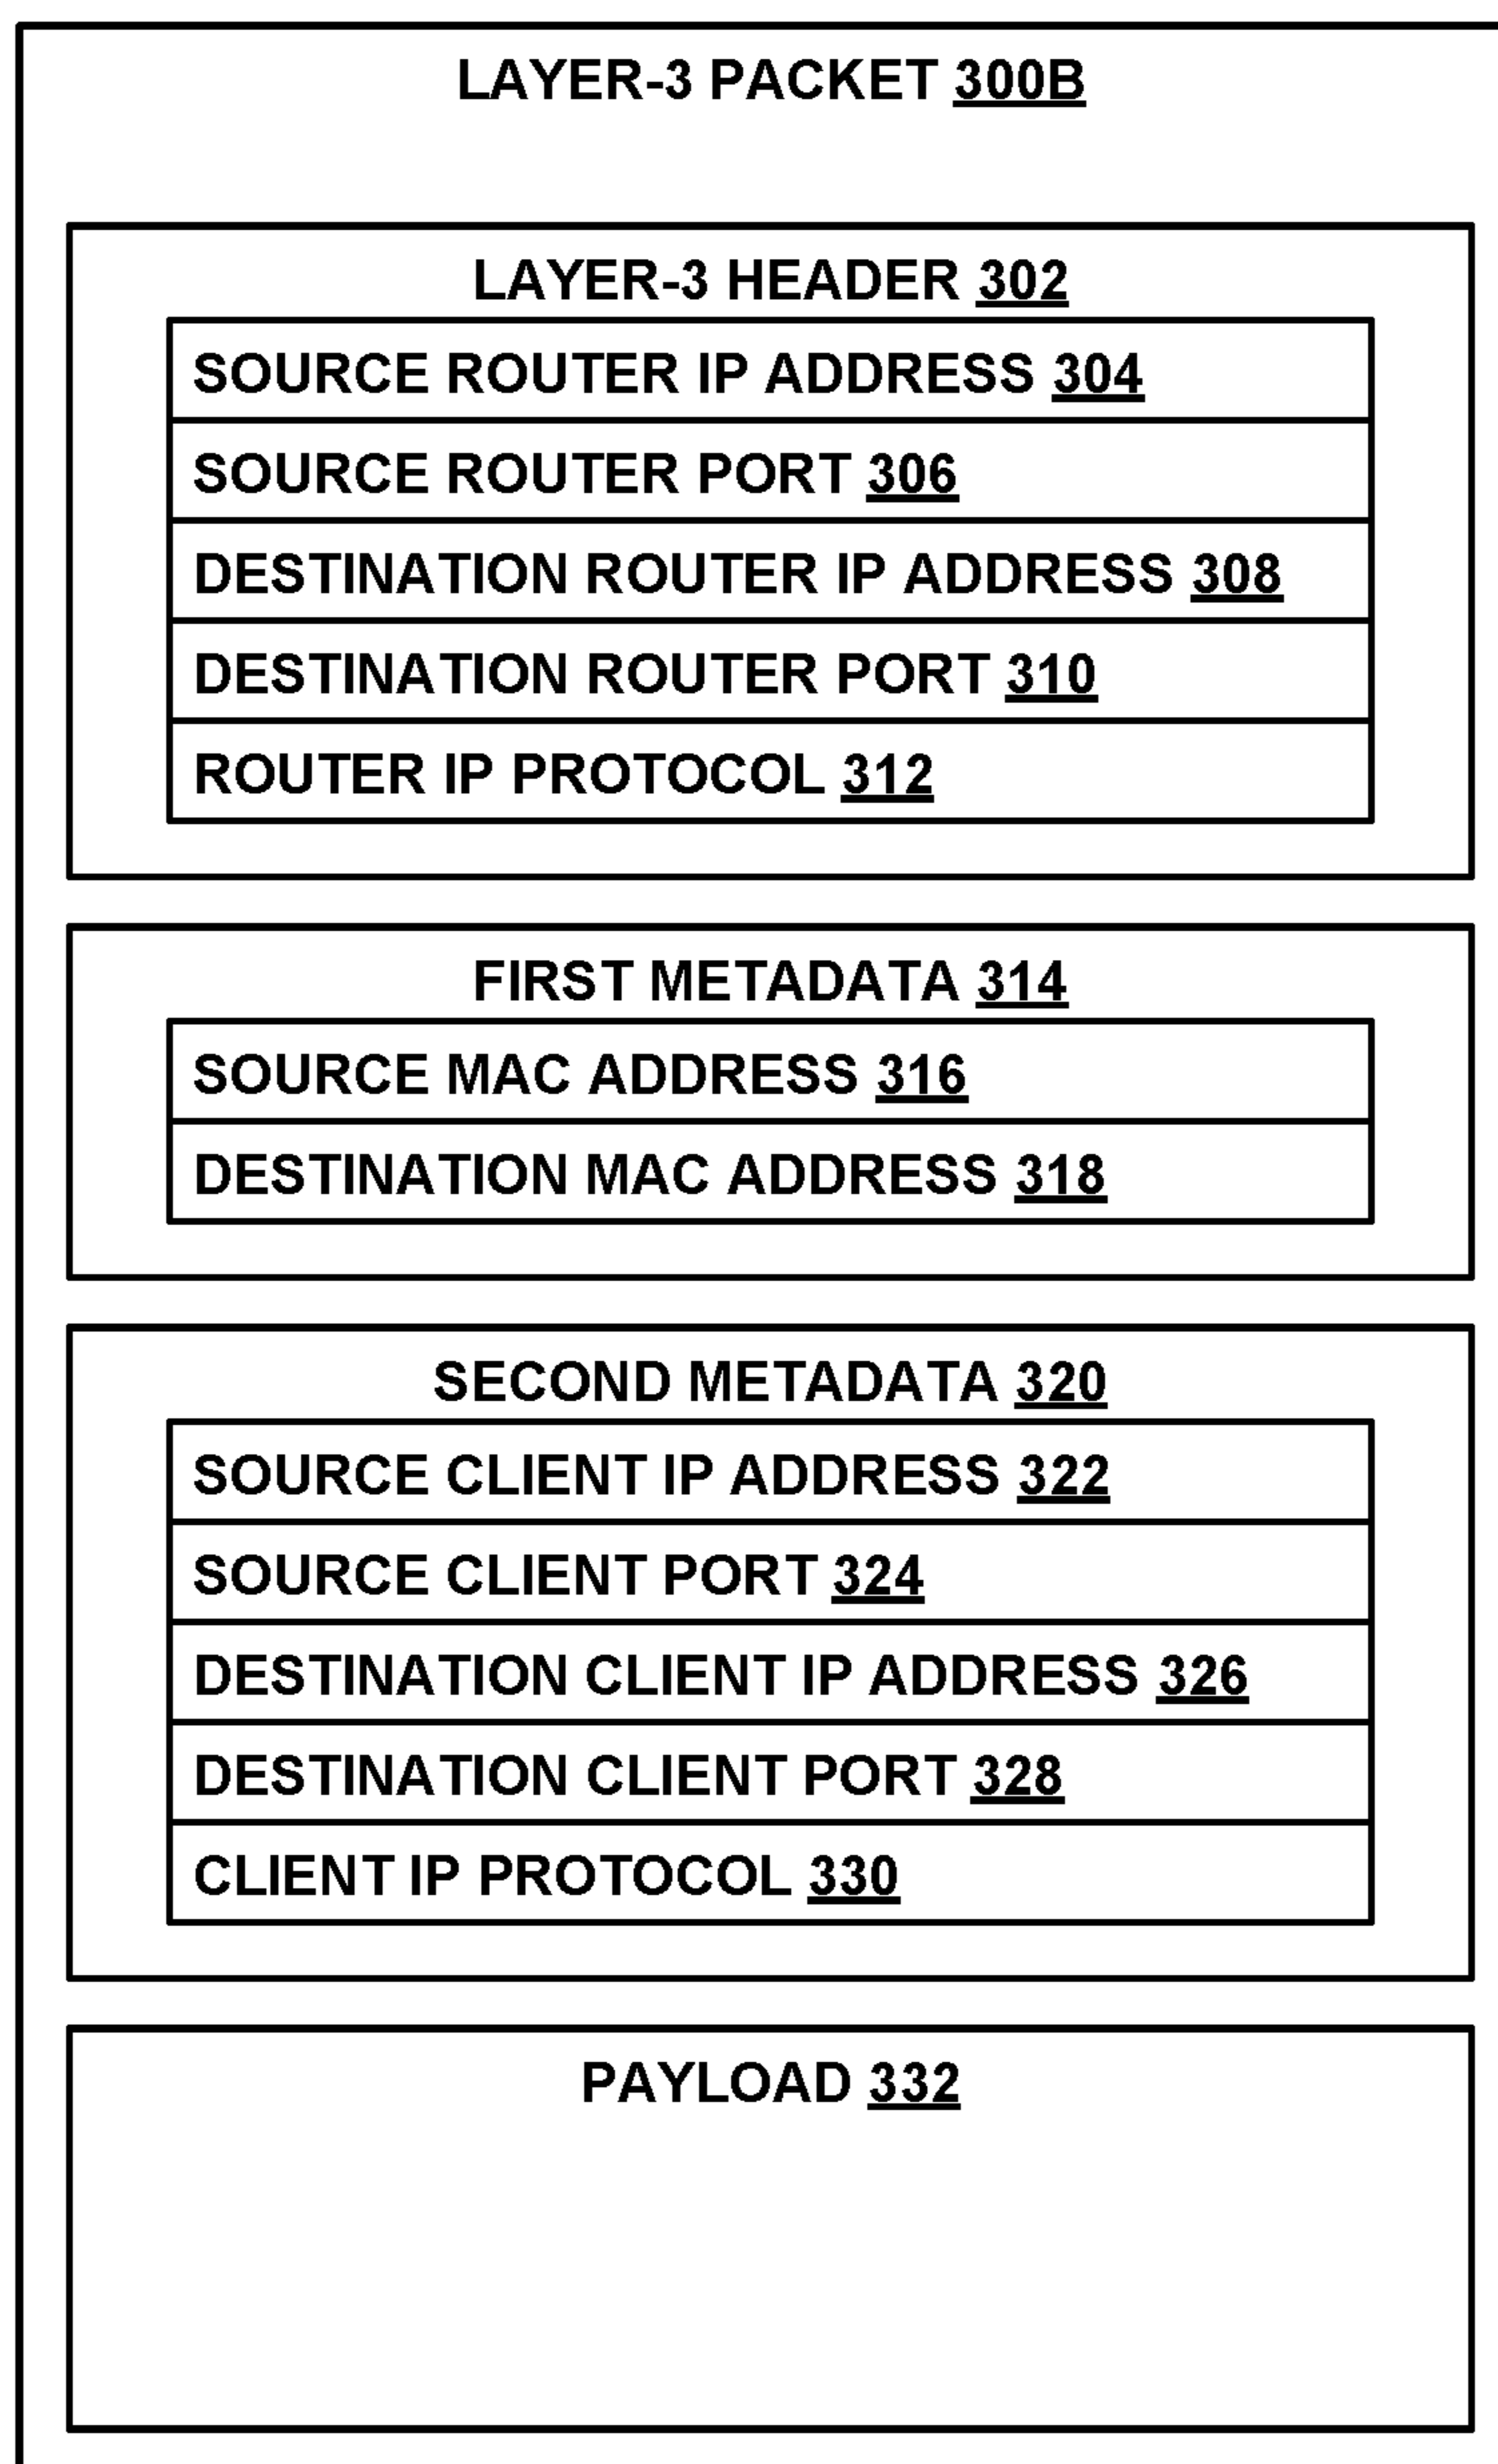 LAYER-3 PACKET 300B
LAYER-3 HEADER 302
SOURCE ROUTER IP ADDRESS 304
SOURCE ROUTER PORT 306
DESTINATION ROUTER IP ADDRESS 308
DESTINATION ROUTER PORT 310
ROUTER IP PROTOCOL 312
FIRST METADATA 314
SOURCE MAC ADDRESS 316
DESTINATION MAC ADDRESS 318
SECOND METADATA 320
SOURCE CLIENT IP ADDRESS 322
SOURCE CLIENT PORT 324
DESTINATION CLIENT IP ADDRESS 326
DESTINATION CLIENT PORT 328
CLIENT IP PROTOCOL 330
PAYLOAD 332